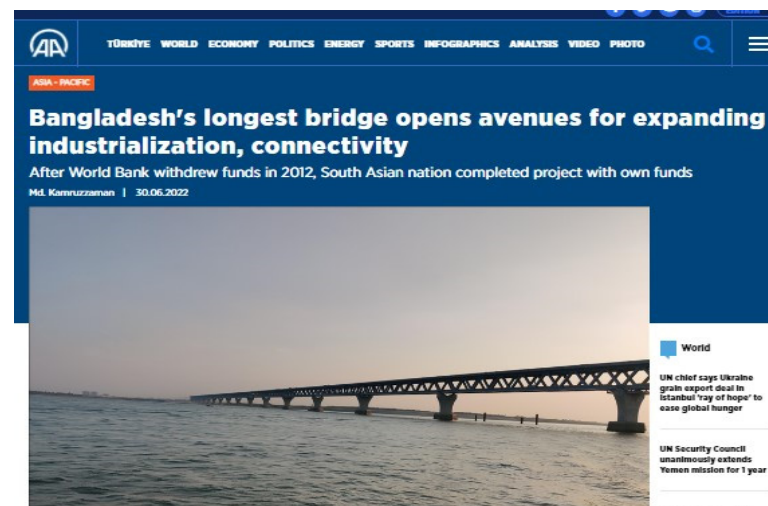 AA
TÜRKİYE WORLD ECONOMY POLITICS ENERGY SPORTS INFOGRAPHICS ANALYSIS VIDEO PHOTO
ASIA - PACIFIC
Bangladesh's longest bridge opens avenues for expanding
industrialization, connectivity
After World Bank withdrew funds in 2012, South Asian nation completed project with own funds
Md. Kamruzzaman | 30.06.2022
World
UN chief says Ukraine
grain export deal in
Istanbul 'ray of hope' to
ease global hunger
UN Security Council
unanimously extends
Yemen mission for 1 year